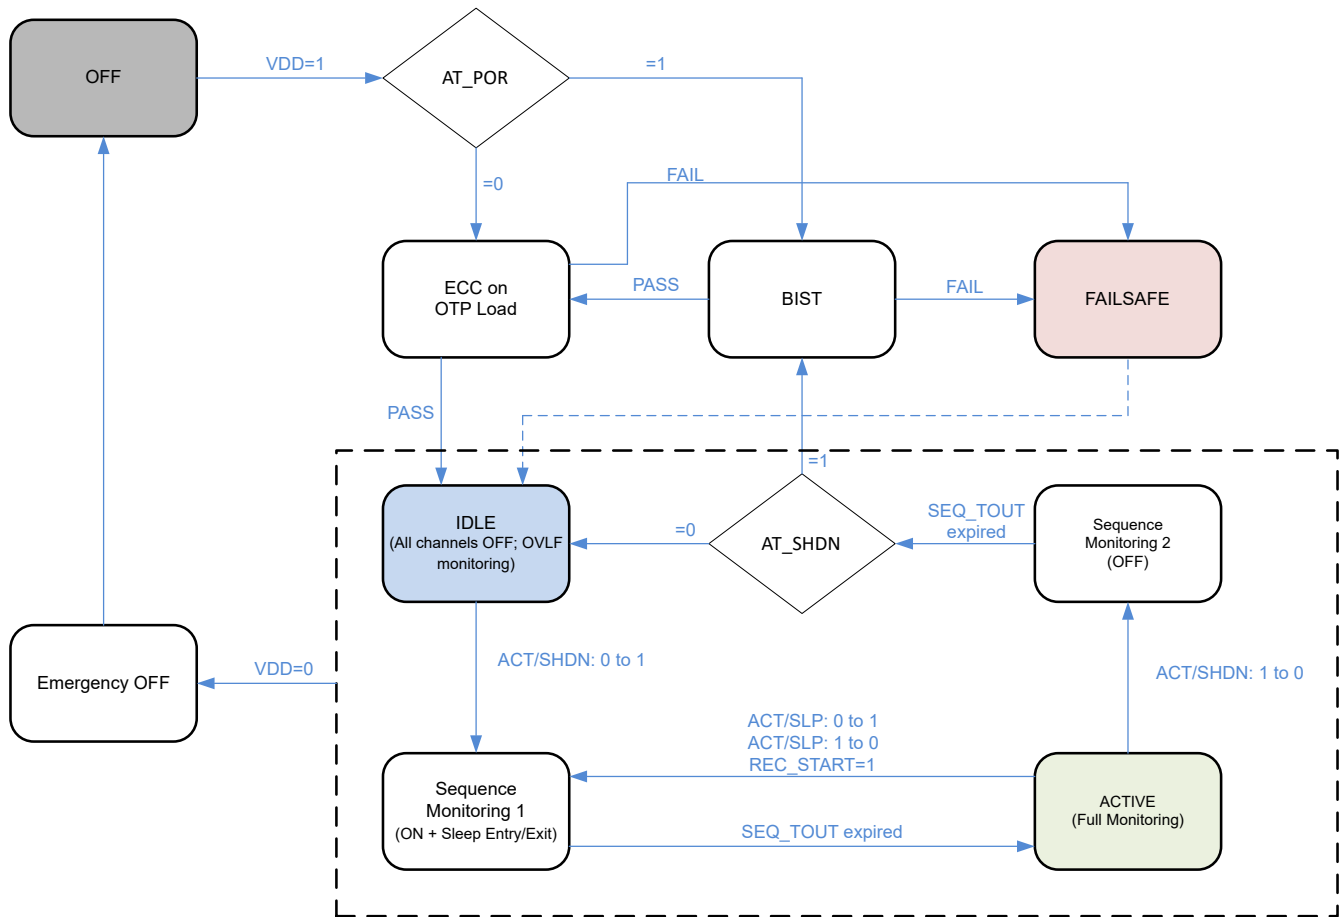 OFF
VDD=1
AT_POR
=1
=0
FAIL
ECC on
OTP Load
PASS
BIST
FAIL
FAILSAFE
PASS
=1
IDLE
(All channels OFF; OVLF
monitoring)
=0
AT_SHDN
SEQ_TOUT
expired
Sequence
Monitoring 2
(OFF)
Emergency OFF
VDD=0
ACT/SHDN: 0 to 1
ACT/SHDN: 1 to 0
ACT/SLP: 0 to 1
ACT/SLP: 1 to 0
REC_START=1
Sequence
Monitoring 1
(ON + Sleep Entry/Exit)
SEQ_TOUT expired
ACTIVE
(Full Monitoring)